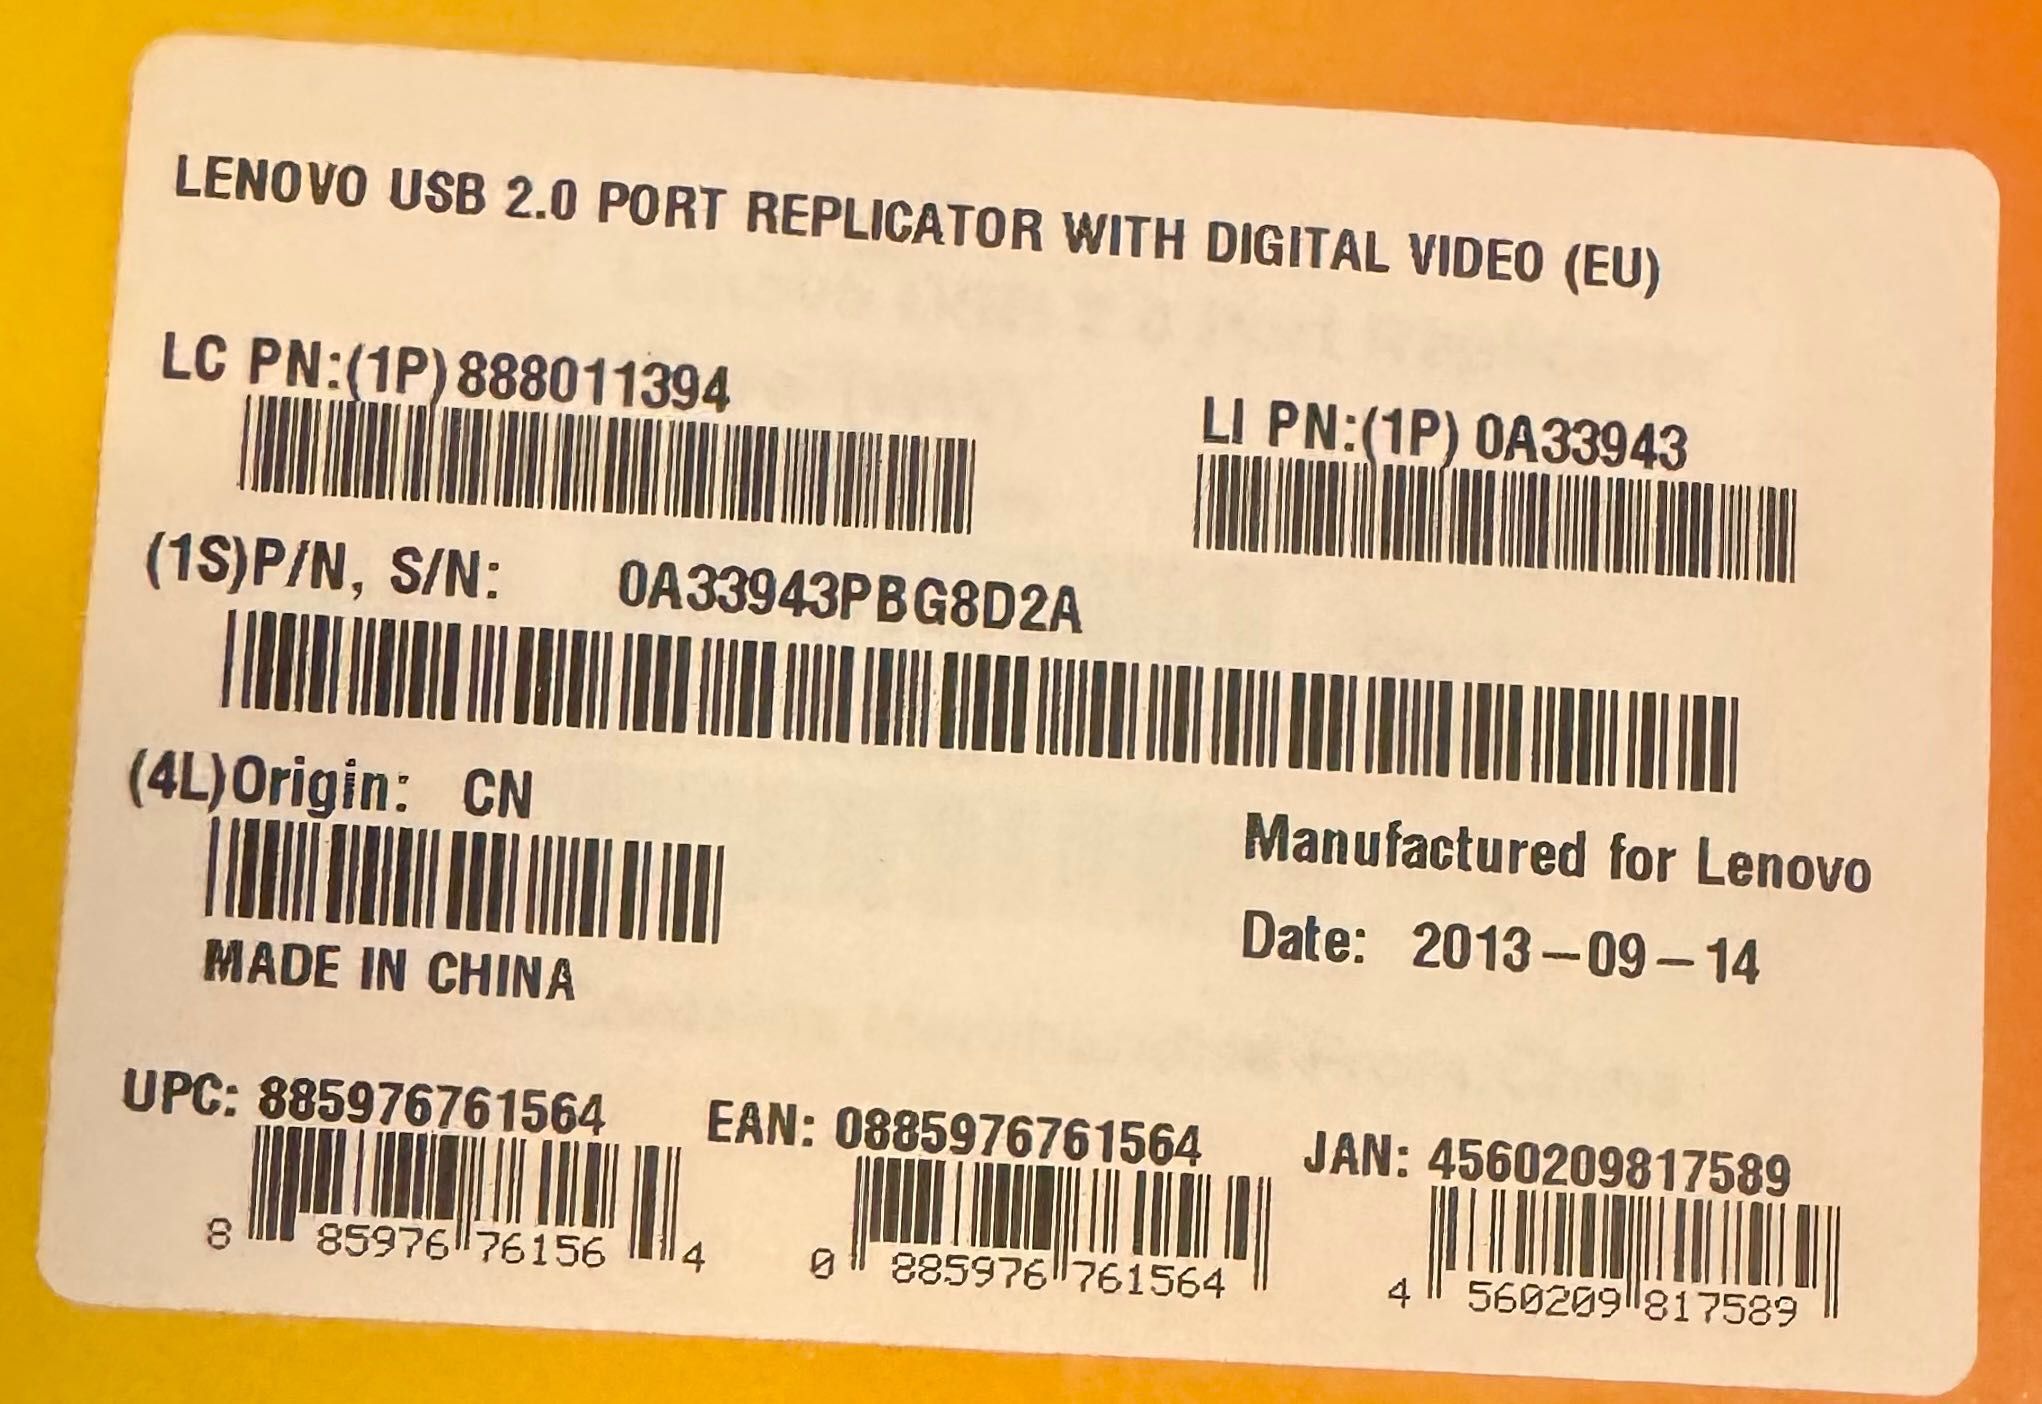 LENOVO USB 2.0 PORT REPLICATOR WITH DIGITAL VIDEO (EU)
LC PN:(1P)888011394
LI PN:(1P) 0A33943
(1S)P/N, S/N: 0A33943PBG8D2A
(4L)Origin: CN
MADE IN CHINA
Manufactured for Lenovo
Date: 2013-09-14
UPC: 885976761564
8 85976 76156 4
EAN: 0885976761564
0 885976 761564
JAN: 4560209817589
4 560209 817589